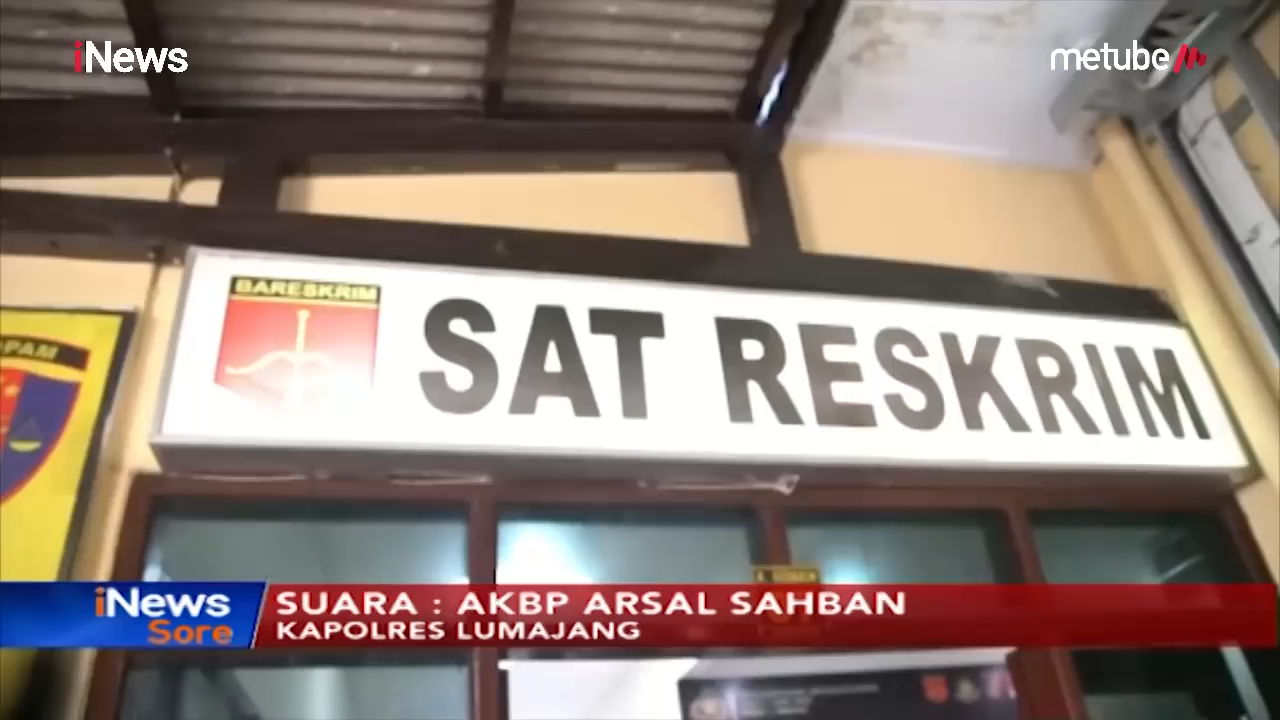 iNews
metube
BARESKRIM
SAT RESKRIM
iNews
Sore
SUARA : AKBP ARSAL SAHBAN
KAPOLRES LUMAJANG